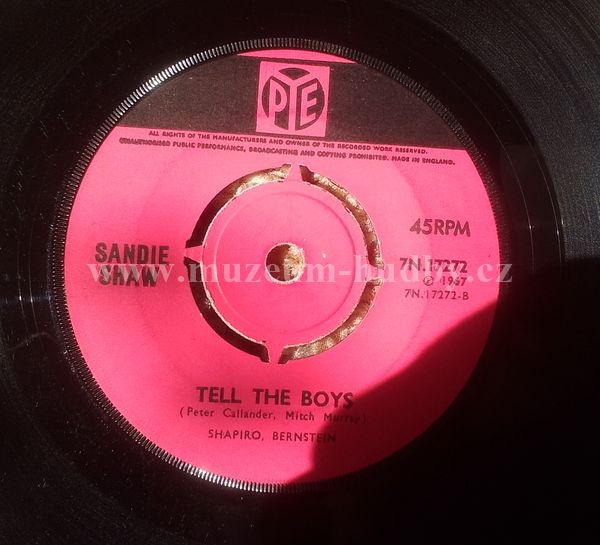 PYE
ALL RIGHTS OF THE MANUFACTURERS AND OWNER OF THE RECORDED WORK RESERVED.
UNAUTHORISED PUBLIC PERFORMANCE, BROADCASTING AND COPYING PROHIBITED. MADE IN ENGLAND.
45RPM
SANDIE
SHAW
7N.17272
© 1967
7N.17272-B
www.muzeum-hudby.cz
TELL THE BOYS
(Peter Callander, Mitch Murray)
SHAPIRO, BERNSTEIN